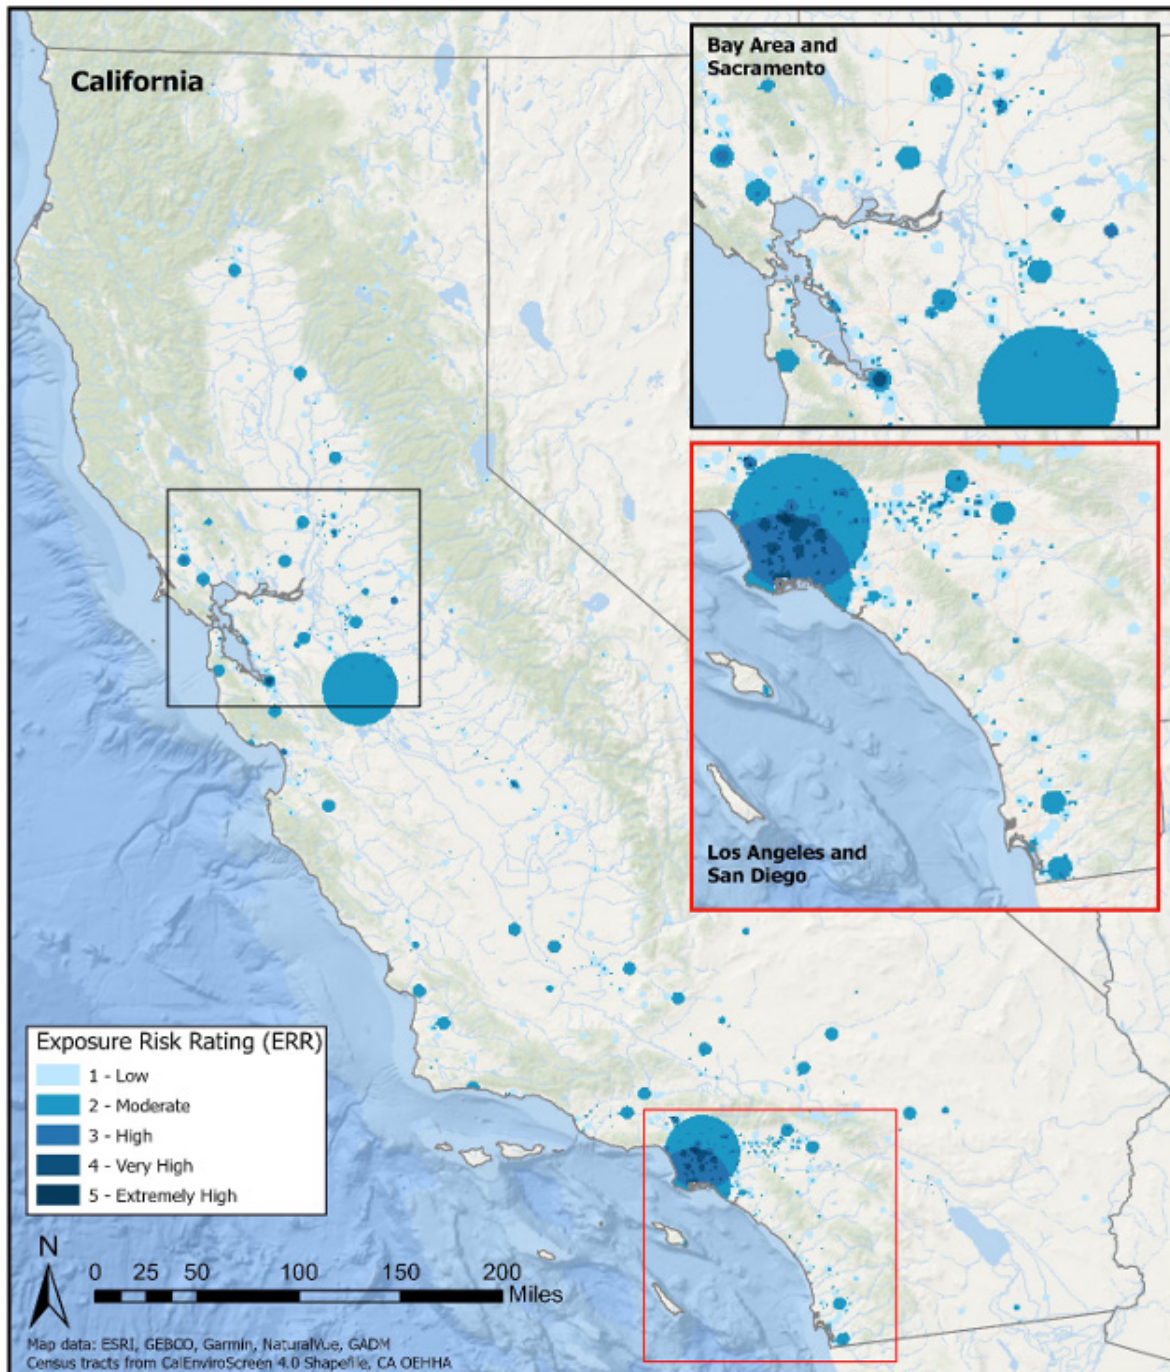 California
Bay Area and
Sacramento
Los Angeles and
San Diego
Exposure Risk Rating (ERR)
1 - Low
2 - Moderate
3 - High
4 - Very High
5 - Extremely High
N
0 25 50 100 150 200
Miles
Map data: ESRI, GEBCO, Garmin, NaturalVue, GADM
Census tracts from CalEnviroScreen 4.0 Shapefile, CA OEHHA